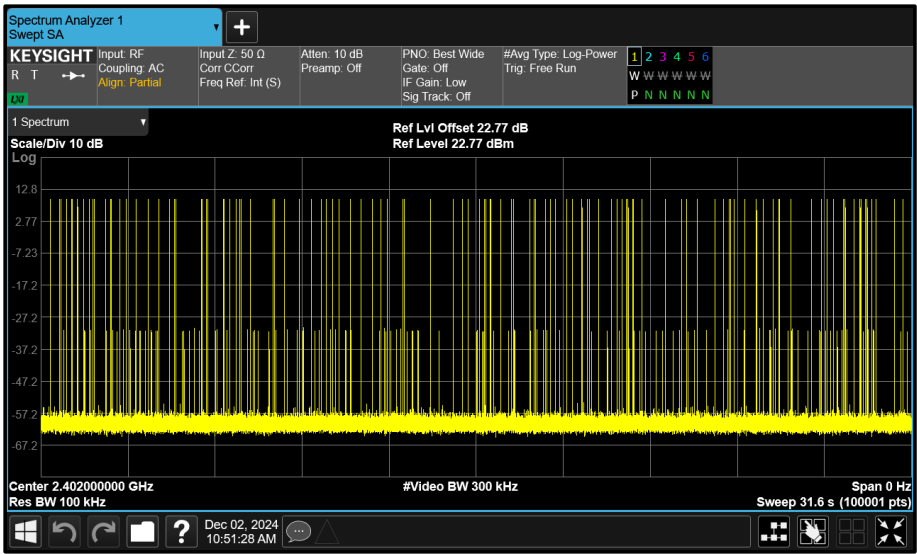 Spectrum Analyzer 1
Swept SA
+
KEYSIGHT
R T
LXI
Input: RF
Coupling: AC
Align: Partial
Input Z: 50 Ω
Corr CCorr
Freq Ref: Int (S)
Atten: 10 dB
Preamp: Off
PNO: Best Wide
Gate: Off
IF Gain: Low
Sig Track: Off
#Avg Type: Log-Power
Trig: Free Run
1 2 3 4 5 6
W W W W W W
P N N N N N
1 Spectrum
Scale/Div 10 dB
Ref Lvl Offset 22.77 dB
Ref Level 22.77 dBm
Log
12.8
2.77
-7.23
-17.2
-27.2
-37.2
-47.2
-57.2
-67.2
Center 2.402000000 GHz
#Video BW 300 kHz
Span 0 Hz
Res BW 100 kHz
Sweep 31.6 s (100001 pts)
?
Dec 02, 2024
10:51:28 AM